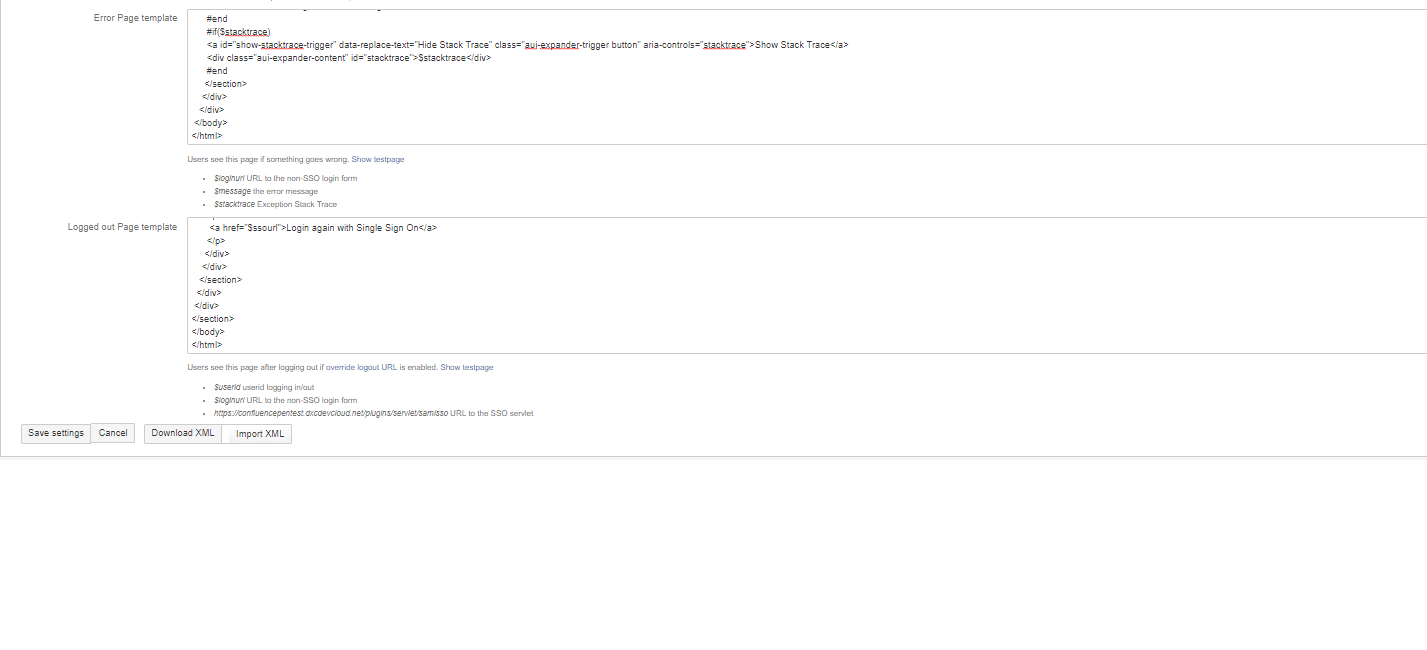 Error Page template
#end
#if($stacktrace)
<a id="show-stacktrace-trigger" data-replace-text="Hide Stack Trace" class="aui-expander-trigger button" aria-controls="stacktrace">Show Stack Trace</a>
<div class="aui-expander-content" id="stacktrace">$stacktrace</div>
#end
</section>
</div>
</div>
</body>
</html>
Users see this page if something goes wrong. Show testpage
• $loginurl URL to the non-SSO login form
• $message the error message
• $stacktrace Exception Stack Trace
Logged out Page template
<a href="$ssourl">Login again with Single Sign On</a>
</p>
</div>
</div>
</section>
</div>
</div>
</section>
</body>
</html>
Users see this page after logging out if override logout URL is enabled. Show testpage
• $userid userid logging in/out
• $loginurl URL to the non-SSO login form
• https://confluencepentest.dxcdevcloud.net/plugins/servlet/samlsso URL to the SSO servlet
Save settings Cancel Download XML Import XML